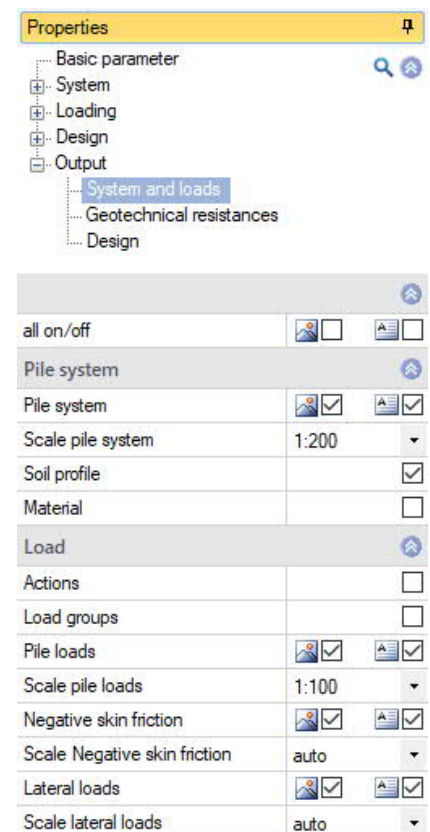 Properties
Basic parameter
System
Loading
Design
Output
System and loads
Geotechnical resistances
Design
all on/off
Pile system
Pile system
Scale pile system 1:200
Soil profile
Material
Load
Actions
Load groups
Pile loads
Scale pile loads 1:100
Negative skin friction
Scale Negative skin friction auto
Lateral loads
Scale lateral loads auto